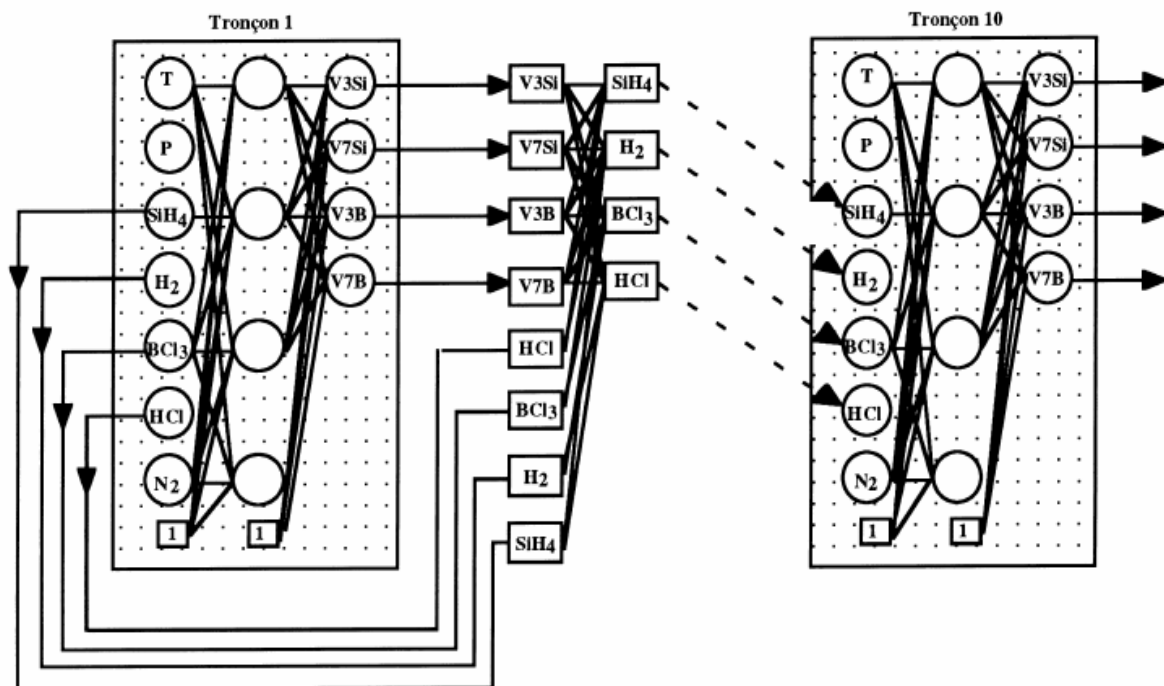 Tronçon 1
T
P
SiH4
H2
BCl3
HCl
N2
1
1
V3Si
V7Si
V3B
V7B
V3Si
V7Si
V3B
V7B
HCl
BCl3
H2
SiH4
SiH4
H2
BCl3
HCl
Tronçon 10
T
P
SiH4
H2
BCl3
HCl
N2
1
1
V3Si
V7Si
V3B
V7B